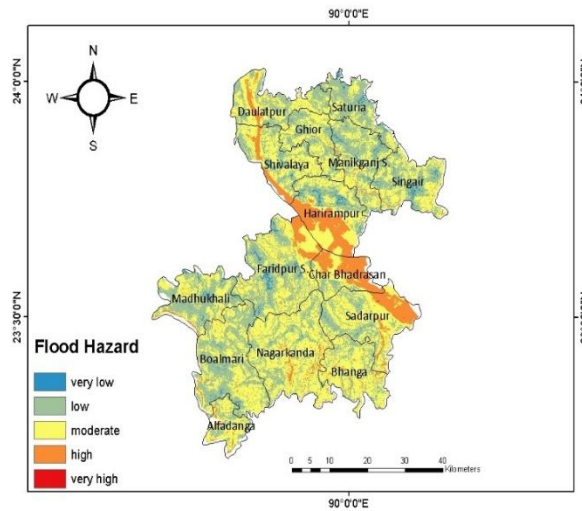 90°0'0"E
24°0'0"N
N
W
E
S
Daulatpur
Saturia
Ghior
Shivalaya
Manikganj S.
Singair
Harirampur
Faridpur S.
Char Bhadrasan
Madhukhali
23°30'0"N
Sadarpur
Flood Hazard
Boalmari
Nagarkanda
Bhanga
very low
low
moderate
Alfadanga
high
very high
0 5 10 20 30 40
Kilometers
90°0'0"E